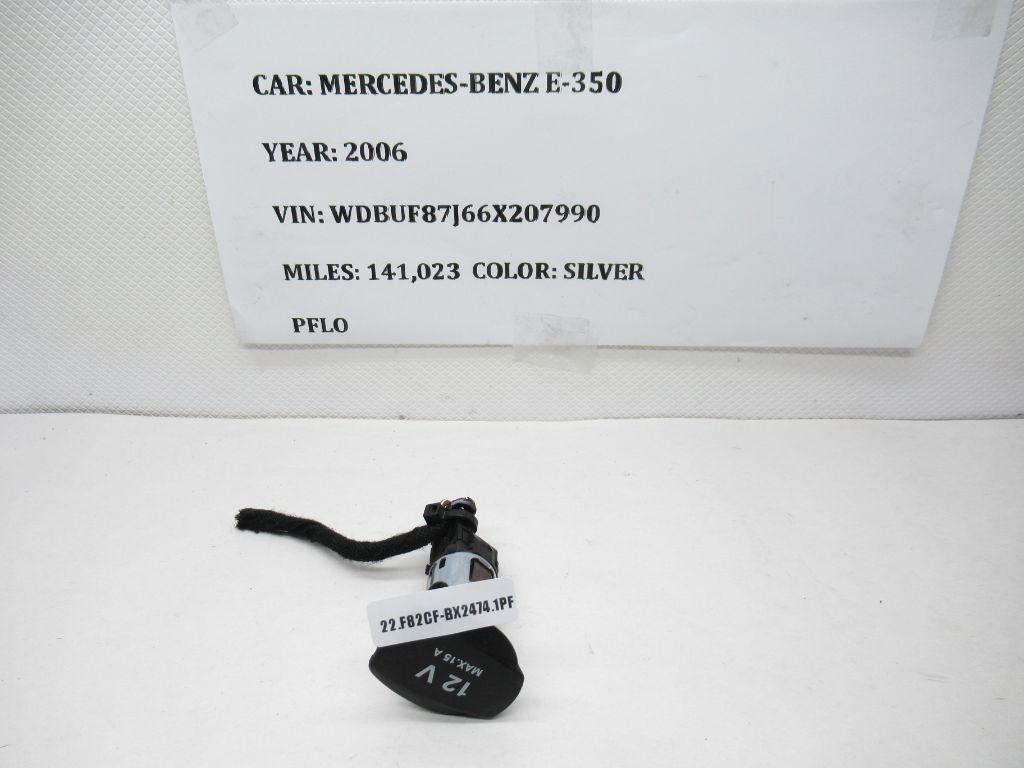 CAR: MERCEDES-BENZ E-350
YEAR: 2006
VIN: WDBUF87J66X207990
MILES: 141,023 COLOR: SILVER
PFLO
22.F82CF-BX2474.1PF
12 V
MAX.15 A